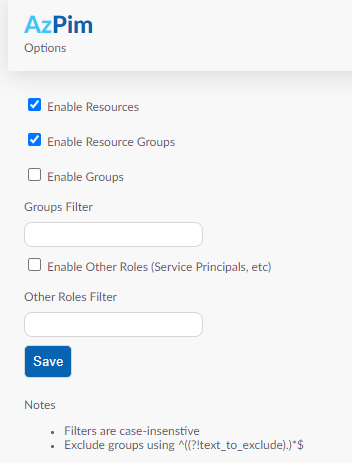 AzPim
Options
Enable Resources
Enable Resource Groups
Enable Groups
Groups Filter
Enable Other Roles (Service Principals, etc)
Other Roles Filter
Save
Notes
Filters are case-insenstive
Exclude groups using ^((?!text_to_exclude).)*$